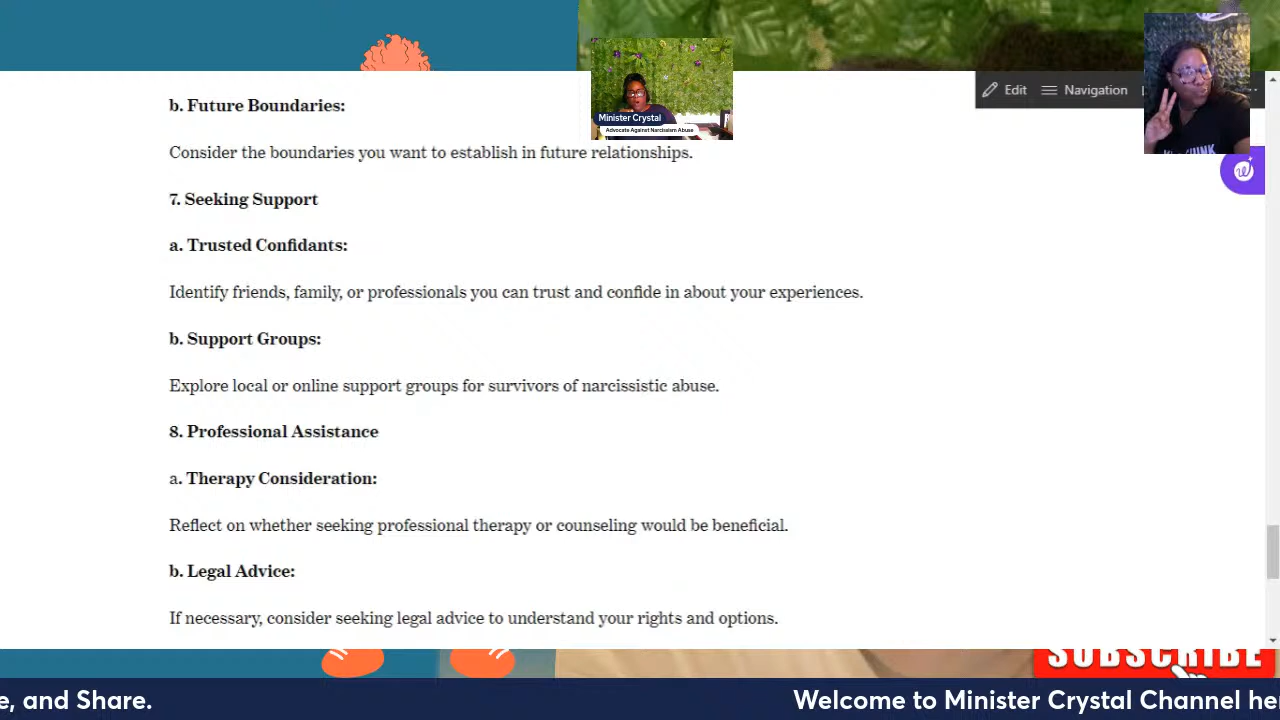 Edit
Navigation
Minister Crystal
Advocate Against Narcissism Abuse
b. Future Boundaries:
Consider the boundaries you want to establish in future relationships.
7. Seeking Support
a. Trusted Confidants:
Identify friends, family, or professionals you can trust and confide in about your experiences.
b. Support Groups:
Explore local or online support groups for survivors of narcissistic abuse.
8. Professional Assistance
a. Therapy Consideration:
Reflect on whether seeking professional therapy or counseling would be beneficial.
b. Legal Advice:
If necessary, consider seeking legal advice to understand your rights and options.
SUBSCRIBE
e, and Share.
Welcome to Minister Crystal Channel her